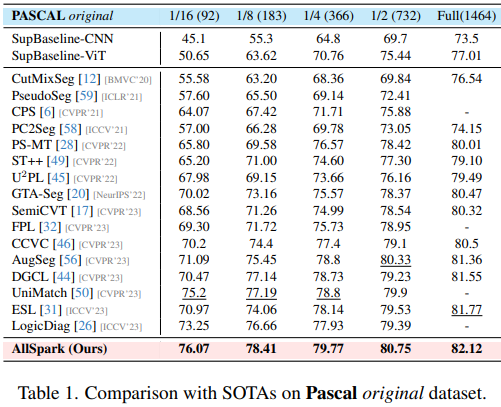 PASCAL original 1/16 (92) 1/8 (183) 1/4 (366) 1/2 (732) Full(1464)
SupBaseline-CNN 45.1 55.3 64.8 69.7 73.5
SupBaseline-ViT 50.65 63.62 70.76 75.44 77.01
CutMixSeg [12] [BMVC'20] 55.58 63.20 68.36 69.84 76.54
PseudoSeg [59] [ICLR'21] 57.60 65.50 69.14 72.41
CPS [6] [CVPR'21] 64.07 67.42 71.71 75.88 -
PC2Seg [58] [ICCV'21] 57.00 66.28 69.78 73.05 74.15
PS-MT [28] [CVPR'22] 65.80 69.58 76.57 78.42 80.01
ST++ [49] [CVPR'22] 65.20 71.00 74.60 77.30 79.10
U²PL [45] [CVPR'22] 67.98 69.15 73.66 76.16 79.49
GTA-Seg [20] [NeurIPS'22] 70.02 73.16 75.57 78.37 80.47
SemiCVT [17] [CVPR'23] 68.56 71.26 74.99 78.54 80.32
FPL [32] [CVPR'23] 69.30 71.72 75.73 78.95 -
CCVC [46] [CVPR'23] 70.2 74.4 77.4 79.1 80.5
AugSeg [56] [CVPR'23] 71.09 75.45 78.8 80.33 81.36
DGCL [44] [CVPR'23] 70.47 77.14 78.73 79.23 81.55
UniMatch [50] [CVPR'23] 75.2 77.19 78.8 79.9 -
ESL [31] [ICCV'23] 70.97 74.06 78.14 79.53 81.77
LogicDiag [26] [ICCV'23] 73.25 76.66 77.93 79.39 -
AllSpark (Ours) 76.07 78.41 79.77 80.75 82.12
Table 1. Comparison with SOTAs on Pascal original dataset.